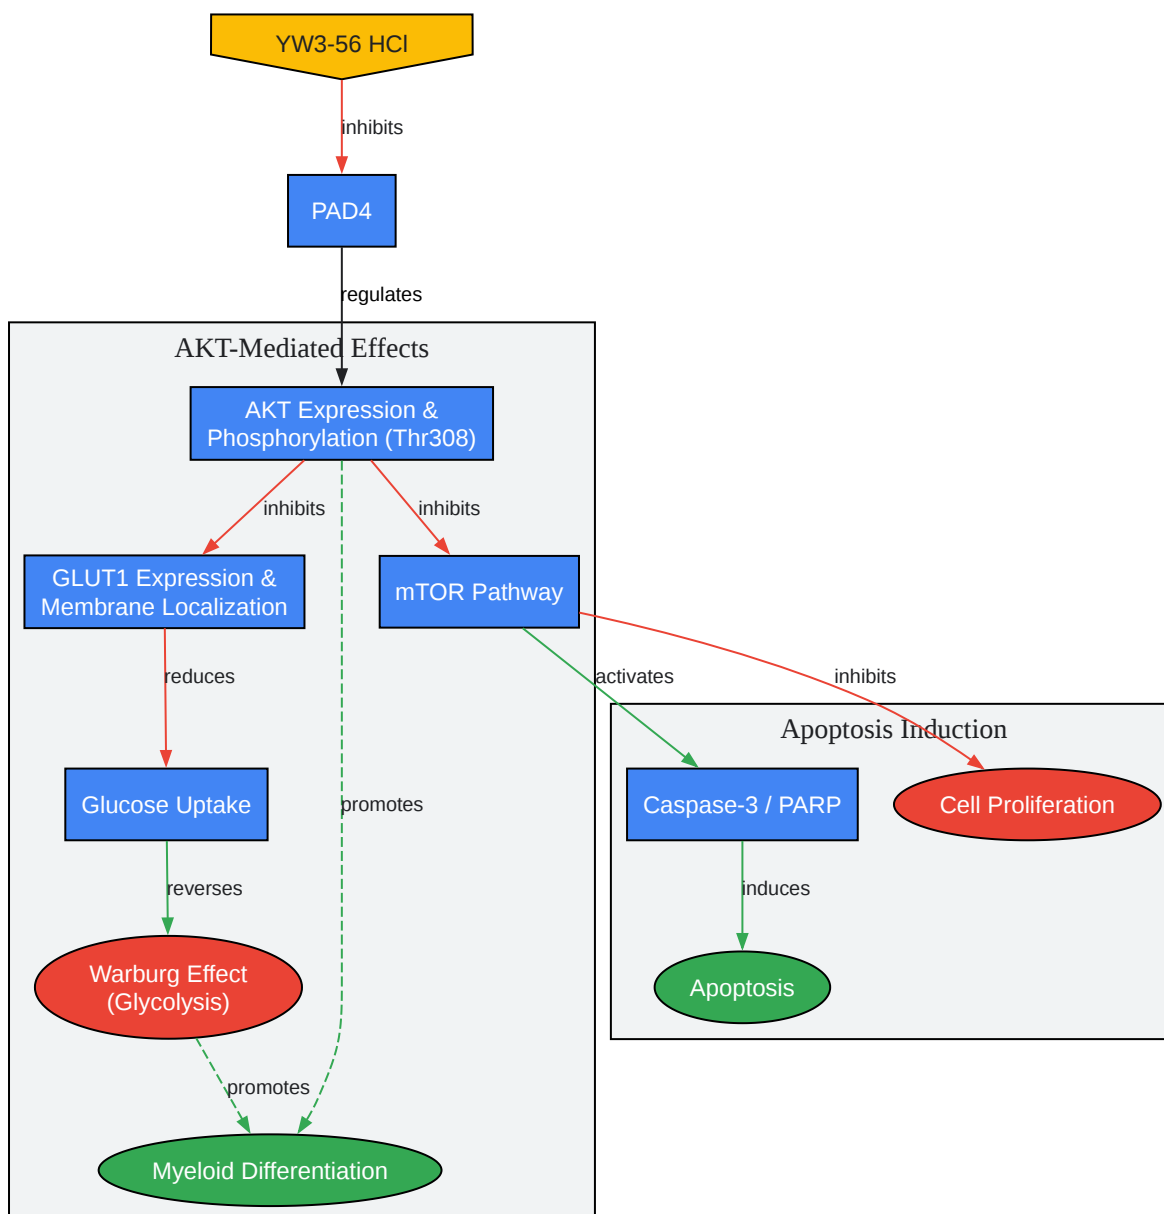 YW3-56 HCl
inhibits
PAD4
regulates
AKT-Mediated Effects
AKT Expression &
Phosphorylation (Thr308)
inhibits
inhibits
GLUT1 Expression &
Membrane Localization
mTOR Pathway
reduces
activates
inhibits
Apoptosis Induction
Glucose Uptake
promotes
Caspase-3 / PARP
Cell Proliferation
reverses
induces
Warburg Effect
(Glycolysis)
Apoptosis
promotes
Myeloid Differentiation